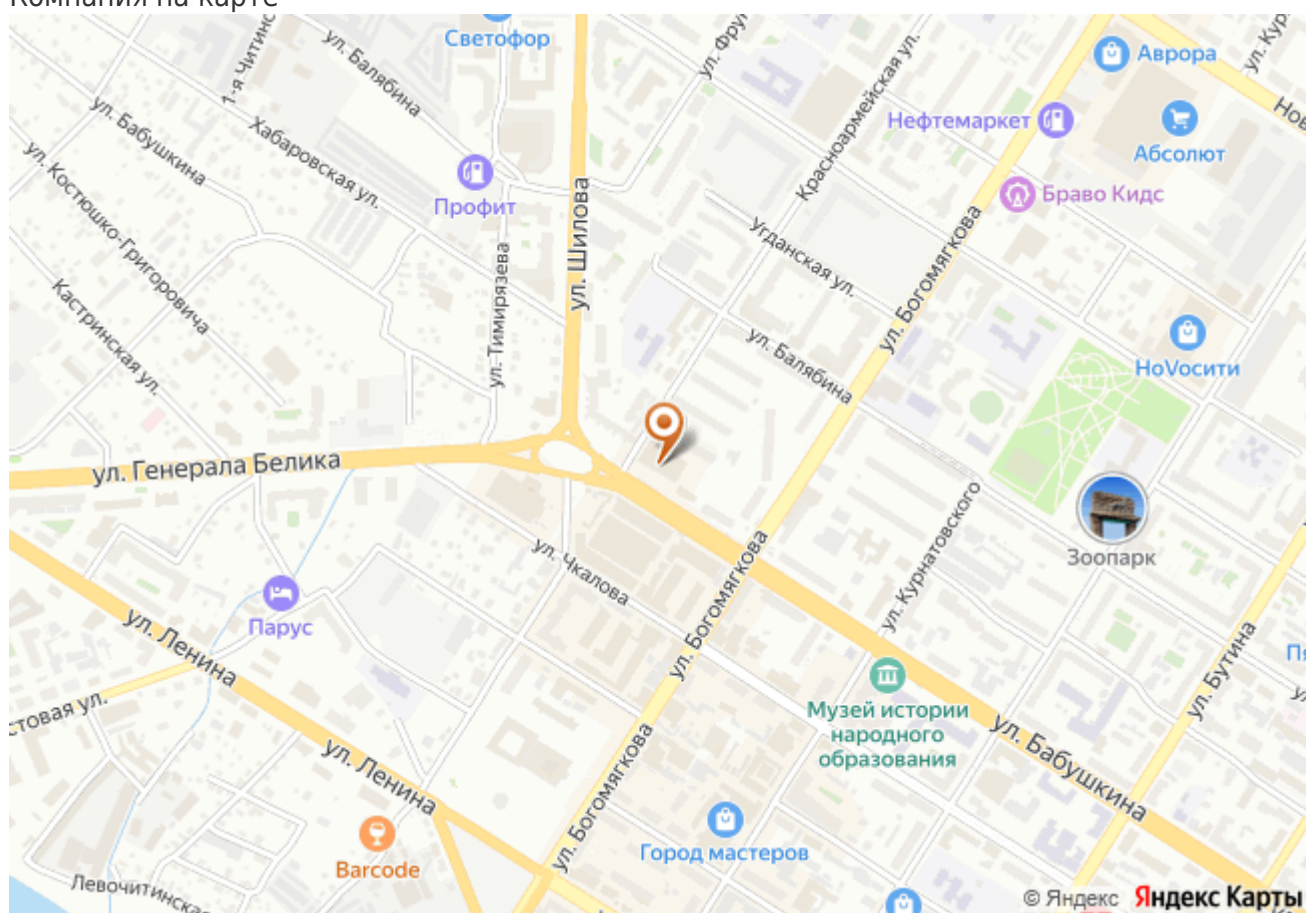 Компания на карте
Светофор
ул. Балябина
1-я Читинс
ул. Фру
Красноармейская ул.
Аврора
ул. Кур
Нов
Нефтемаркет
Абсолют
Браво Кидс
ул. Бабушкина
Хабаровская ул.
ул. Костюшко-Григоровича
Профит
ул. Шилова
ул. Тимирязева
Угданская ул.
ул. Богомягкова
Кастринская ул.
ул. Балябина
НоVосити
ул. Генерала Белика
Зоопарк
ул. Курнатовского
ул. Чкалова
ул. Богомягкова
Парус
ул. Ленина
стовая ул.
Музей истории
народного
образования
ул. Бутина
ул. Бабушкина
ул. Ленина
ул. Богомягкова
Город мастеров
Barcode
Левочитинская
© Яндекс Яндекс Карты